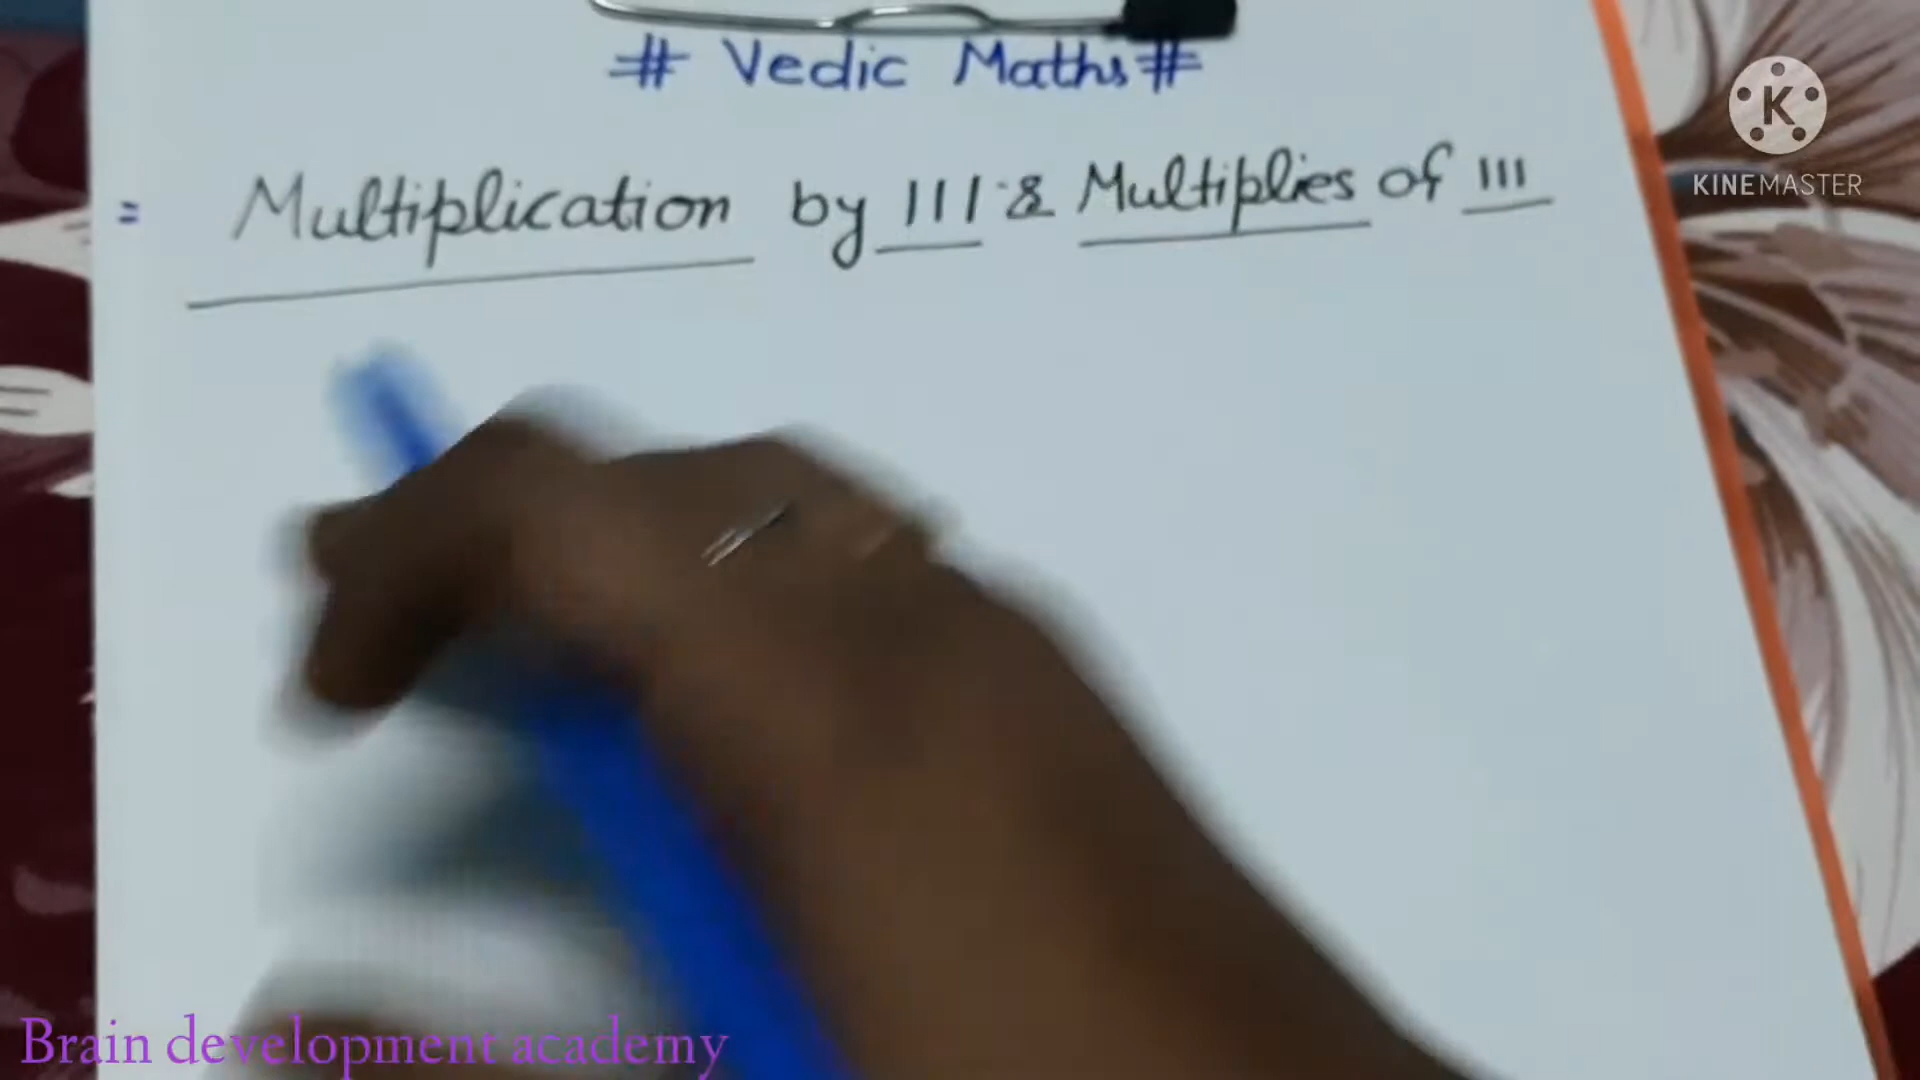 # Vedic Maths #
= Multiplication by 111 & Multiplies of 111
KINEMASTER
Brain development academy